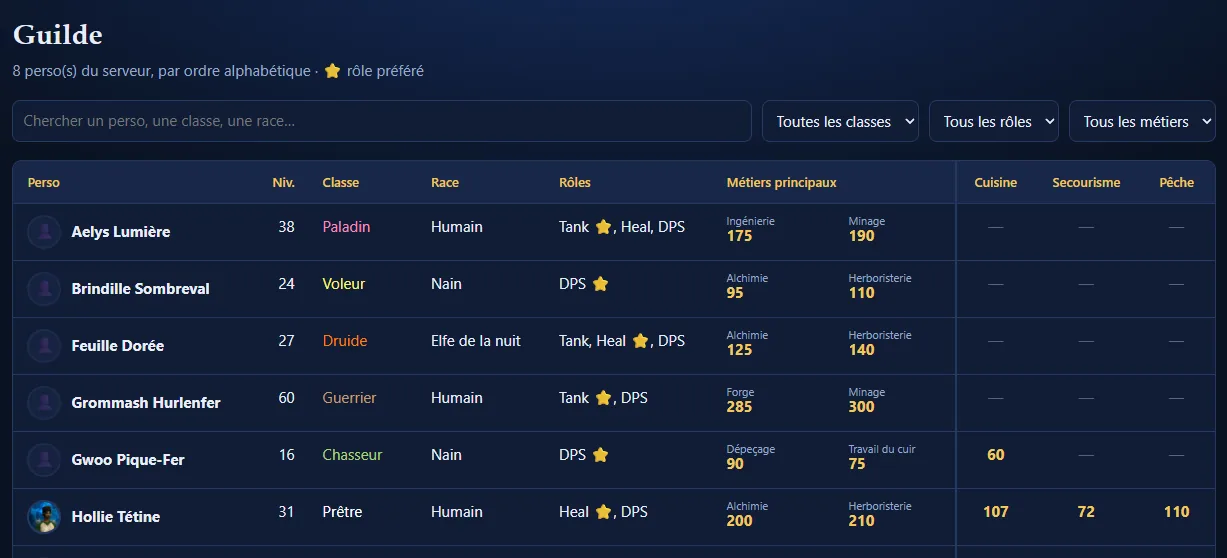 Guilde
8 perso(s) du serveur, par ordre alphabétique · ⭐ rôle préféré
Chercher un perso, une classe, une race...
Toutes les classes
Tous les rôles
Tous les métiers
Perso Niv. Classe Race Rôles Métiers principaux Cuisine Secourisme Pêche
Aelys Lumière 38 Paladin Humain Tank ⭐, Heal, DPS Ingénierie 175 Minage 190 — — —
Brindille Sombreval 24 Voleur Nain DPS ⭐ Alchimie 95 Herboristerie 110 — — —
Feuille Dorée 27 Druide Elfe de la nuit Tank, Heal ⭐, DPS Alchimie 125 Herboristerie 140 — — —
Grommash Hurlenfer 60 Guerrier Humain Tank ⭐, DPS Forge 285 Minage 300 — — —
Gwoo Pique-Fer 16 Chasseur Nain DPS ⭐ Dépeçage 90 Travail du cuir 75 60 — —
Hollie Tétine 31 Prêtre Humain Heal ⭐, DPS Alchimie 200 Herboristerie 210 107 72 110